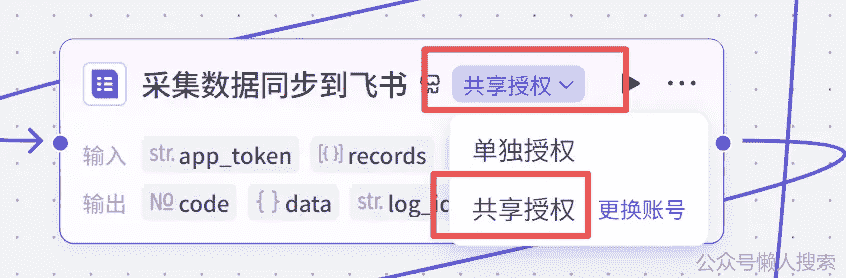 采集数据同步到飞书 共享授权
单独授权
输入 str. app_token [()] records
共享授权 更换账号
输出 № code { } data str. log_id
公众号懒人搜索